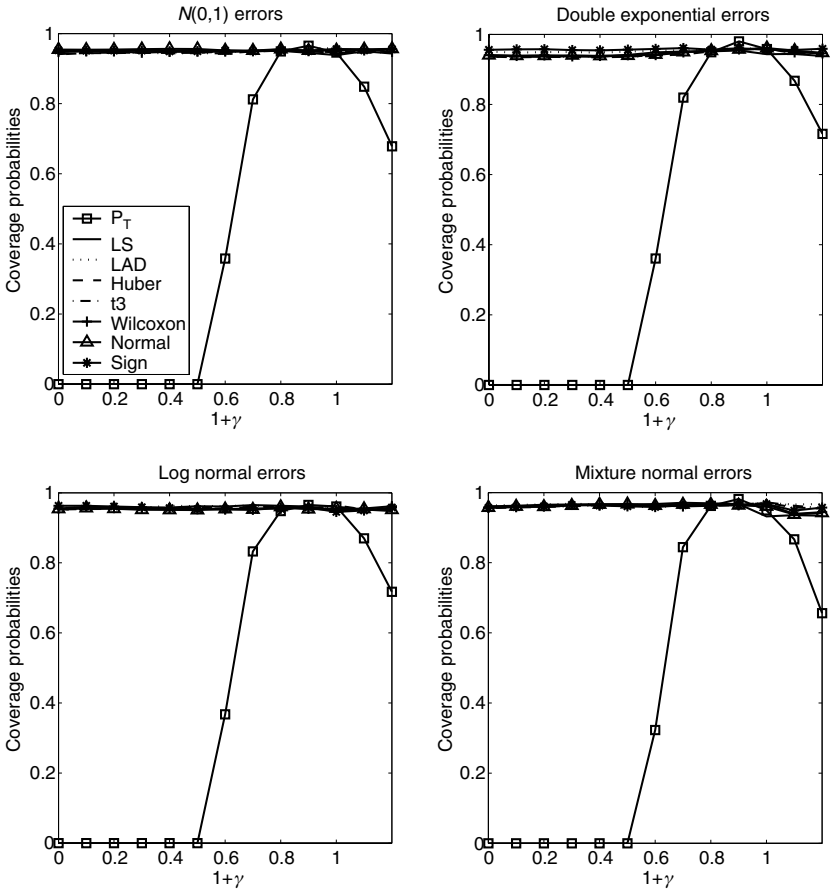 N(0,1) errors
Coverage probabilities
1
0.8
0.6
0.4
0.2
0
P_T
LS
LAD
Huber
t3
Wilcoxon
Normal
Sign
0 0.2 0.4 0.6 0.8 1
1+γ
Double exponential errors
Coverage probabilities
1
0.8
0.6
0.4
0.2
0
0 0.2 0.4 0.6 0.8 1
1+γ
Log normal errors
Coverage probabilities
1
0.8
0.6
0.4
0.2
0
0 0.2 0.4 0.6 0.8 1
1+γ
Mixture normal errors
Coverage probabilities
1
0.8
0.6
0.4
0.2
0
0 0.2 0.4 0.6 0.8 1
1+γ